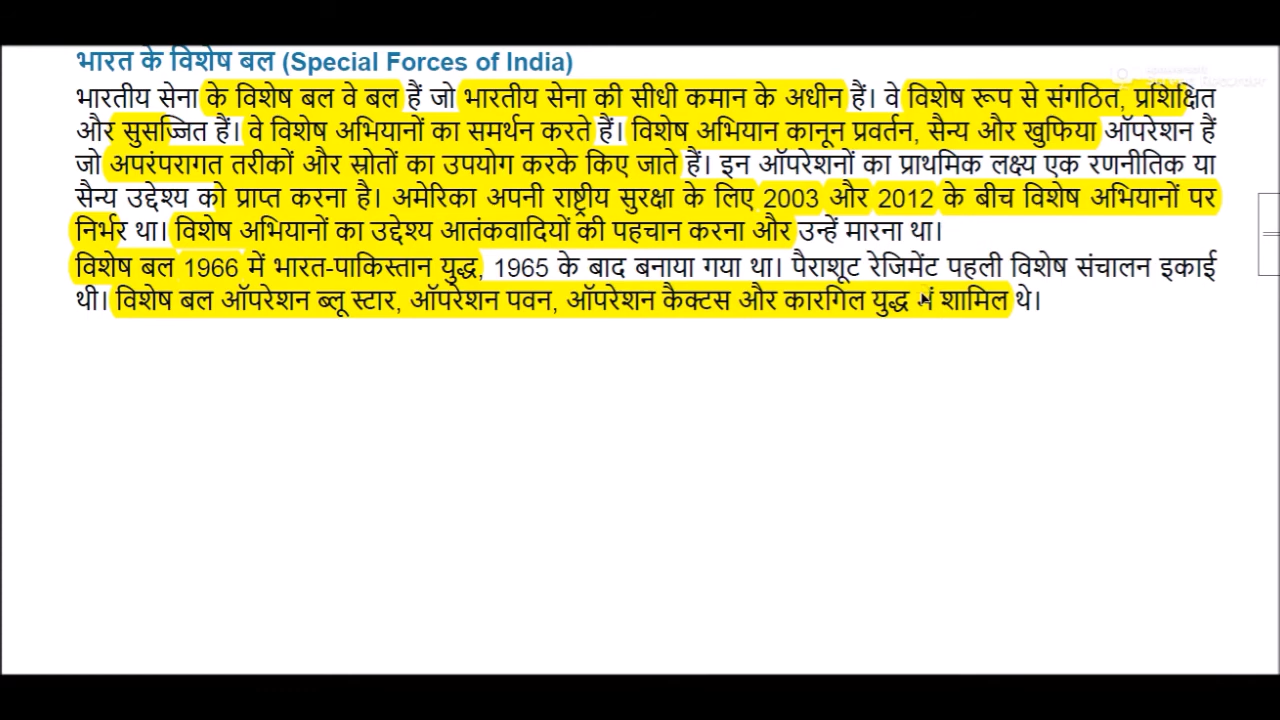 भारत के विशेष बल (Special Forces of India)
भारतीय सेना के विशेष बल वे बल हैं जो भारतीय सेना की सीधी कमान के अधीन हैं। वे विशेष रूप से संगठित, प्रशिक्षित
और सुसज्जित हैं। वे विशेष अभियानों का समर्थन करते हैं। विशेष अभियान कानून प्रवर्तन, सैन्य और खुफिया ऑपरेशन हैं
जो अपरंपरागत तरीकों और स्रोतों का उपयोग करके किए जाते हैं। इन ऑपरेशनों का प्राथमिक लक्ष्य एक रणनीतिक या
सैन्य उद्देश्य को प्राप्त करना है। अमेरिका अपनी राष्ट्रीय सुरक्षा के लिए 2003 और 2012 के बीच विशेष अभियानों पर
निर्भर था। विशेष अभियानों का उद्देश्य आतंकवादियों की पहचान करना और उन्हें मारना था।
विशेष बल 1966 में भारत-पाकिस्तान युद्ध, 1965 के बाद बनाया गया था। पैराशूट रेजिमेंट पहली विशेष संचालन इकाई
थी। विशेष बल ऑपरेशन ब्लू स्टार, ऑपरेशन पवन, ऑपरेशन कैक्टस और कारगिल युद्ध में शामिल थे।